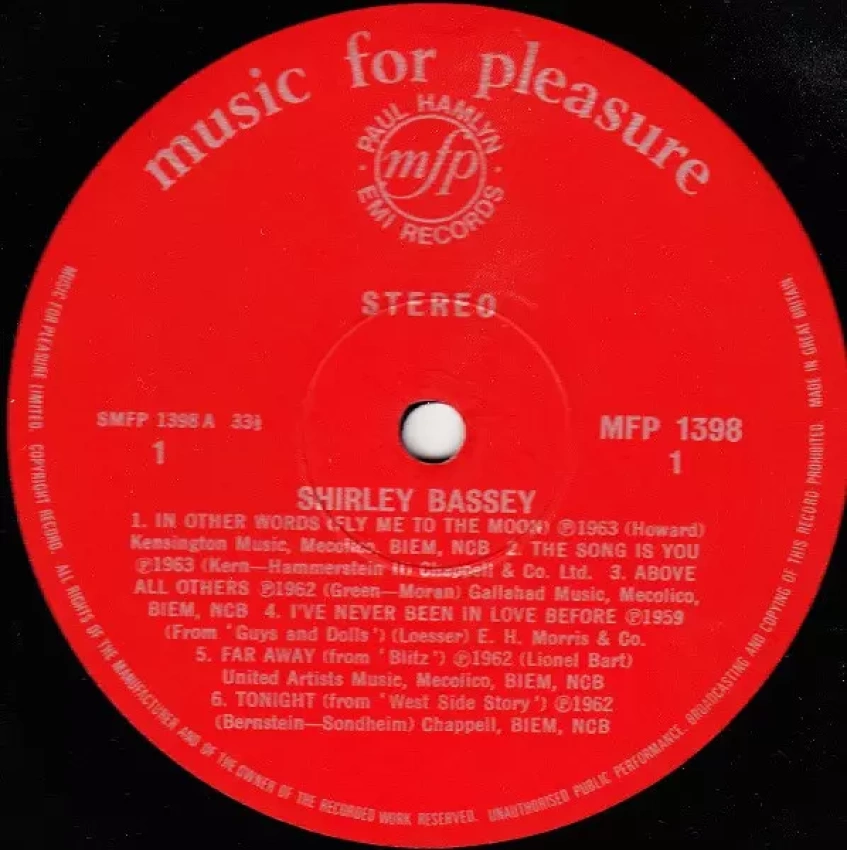 music for pleasure
PAUL HAMLYN
mfp
EMI RECORDS
STEREO
SMFP 1398 A 33⅓
1
MFP 1398
1
SHIRLEY BASSEY
1. IN OTHER WORDS (FLY ME TO THE MOON) ℗1963 (Howard)
Kensington Music, Mecolico, BIEM, NCB 2. THE SONG IS YOU
℗1963 (Kern—Hammerstein II) Chappell & Co. Ltd. 3. ABOVE
ALL OTHERS ℗1962 (Green—Moran) Gallahad Music, Mecolico,
BIEM, NCB 4. I'VE NEVER BEEN IN LOVE BEFORE ℗1959
(From 'Guys and Dolls') (Loesser) E. H. Morris & Co.
5. FAR AWAY (from 'Blitz') ℗1962 (Lionel Bart)
United Artists Music, Mecolico, BIEM, NCB
6. TONIGHT (from 'West Side Story') ℗1962
(Bernstein—Sondheim) Chappell, BIEM, NCB
MUSIC FOR PLEASURE LIMITED. COPYRIGHT RECORD. ALL RIGHTS OF THE MANUFACTURER AND OF THE OWNER OF THE RECORDED WORK RESERVED. UNAUTHORISED PUBLIC PERFORMANCE, BROADCASTING AND COPYING OF THIS RECORD PROHIBITED. MADE IN GREAT BRITAIN.